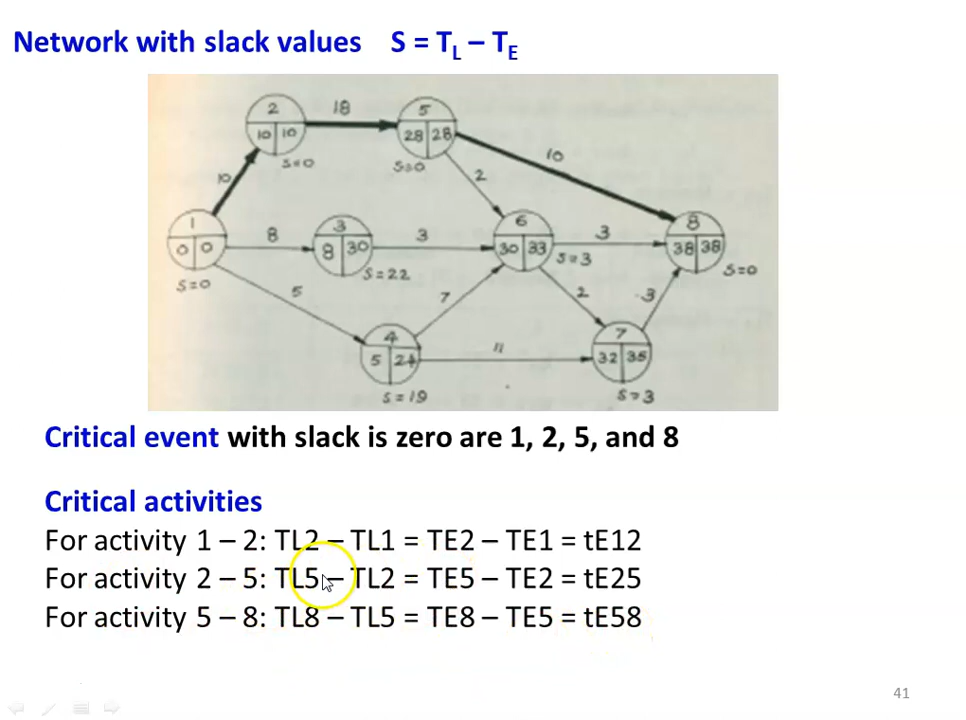 Network with slack values S = TL – TE
2
18
5
10 10
28 28
S=0
S=0
10
10
2
1
8
3
3
6
3
8
0 0
8 30
30 33
38 38
S=0
S=22
S=3
S=0
5
7
2
3
4
11
7
5 24
32 35
S=19
S=3
Critical event with slack is zero are 1, 2, 5, and 8
Critical activities
For activity 1 – 2: TL2 – TL1 = TE2 – TE1 = tE12
For activity 2 – 5: TL5 – TL2 = TE5 – TE2 = tE25
For activity 5 – 8: TL8 – TL5 = TE8 – TE5 = tE58
41